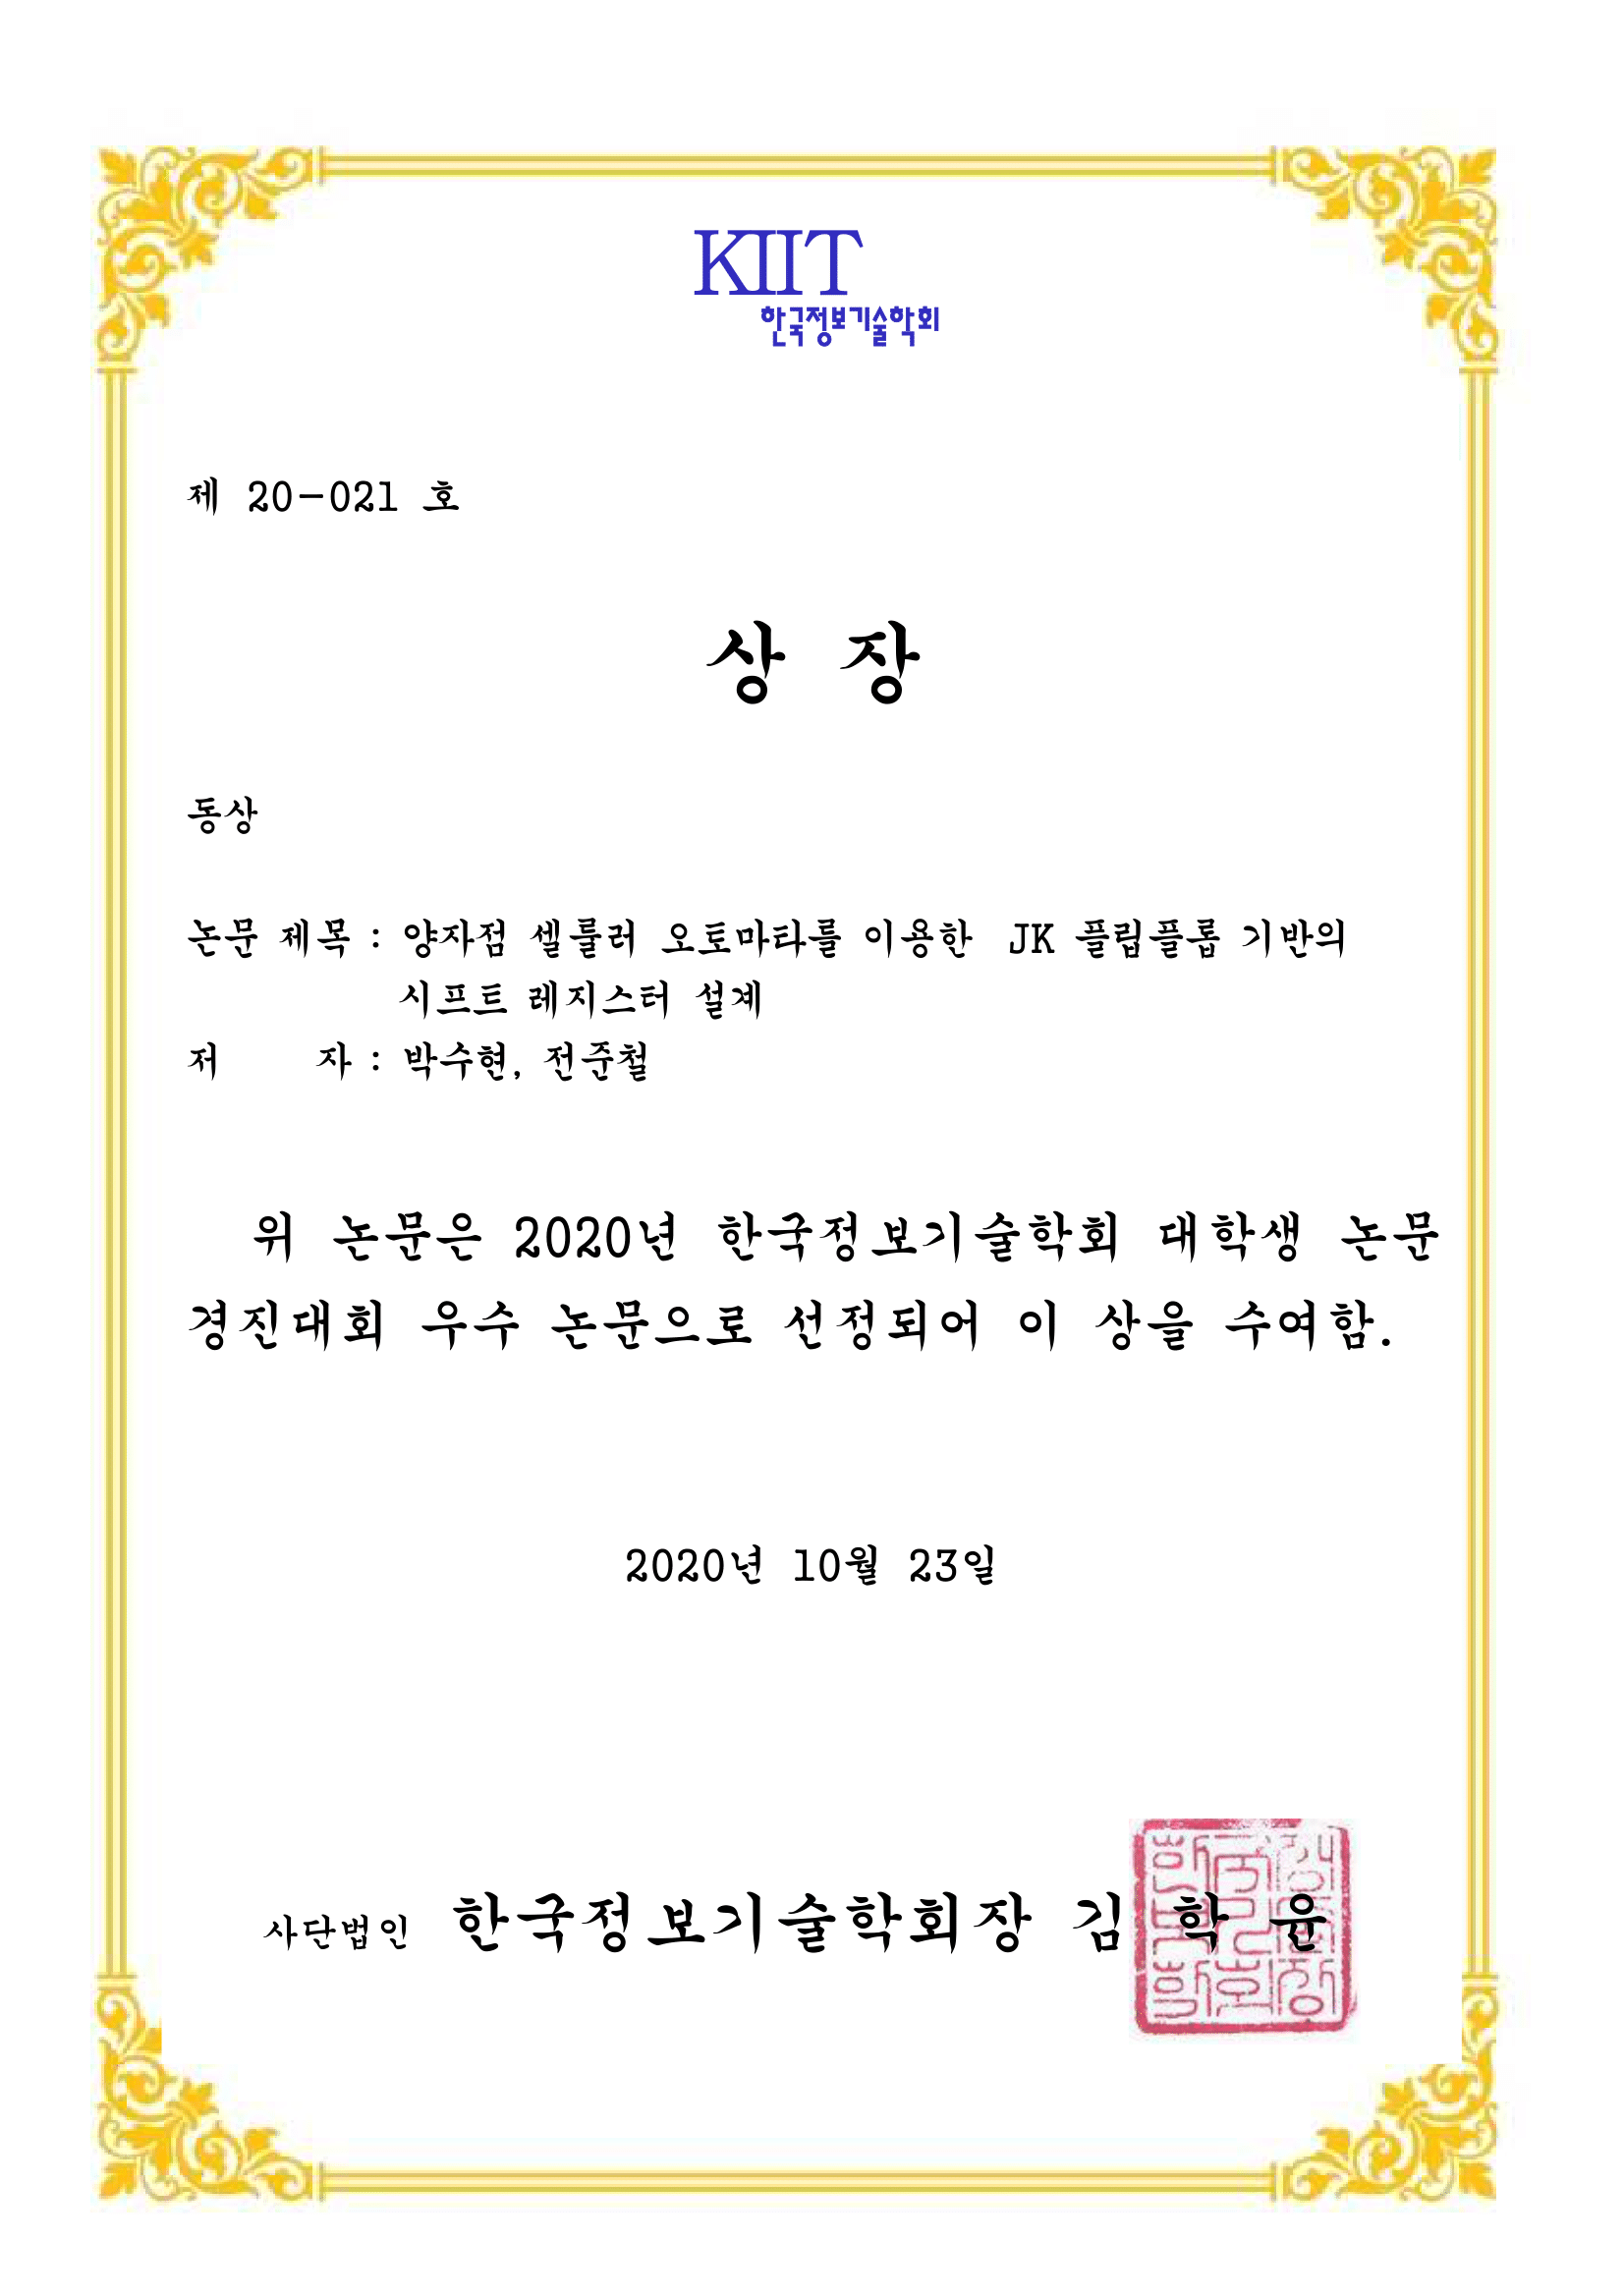 KIIT
한국정보기술학회
제 20-021 호
상 장
동상
논문 제목 : 양자점 셀룰러 오토마타를 이용한 JK 플립플롭 기반의
시프트 레지스터 설계
저 자 : 박수현, 전준철
위 논문은 2020년 한국정보기술학회 대학생 논문
경진대회 우수 논문으로 선정되어 이 상을 수여함.
2020년 10월 23일
사단법인 한국정보기술학회장 김 학 윤